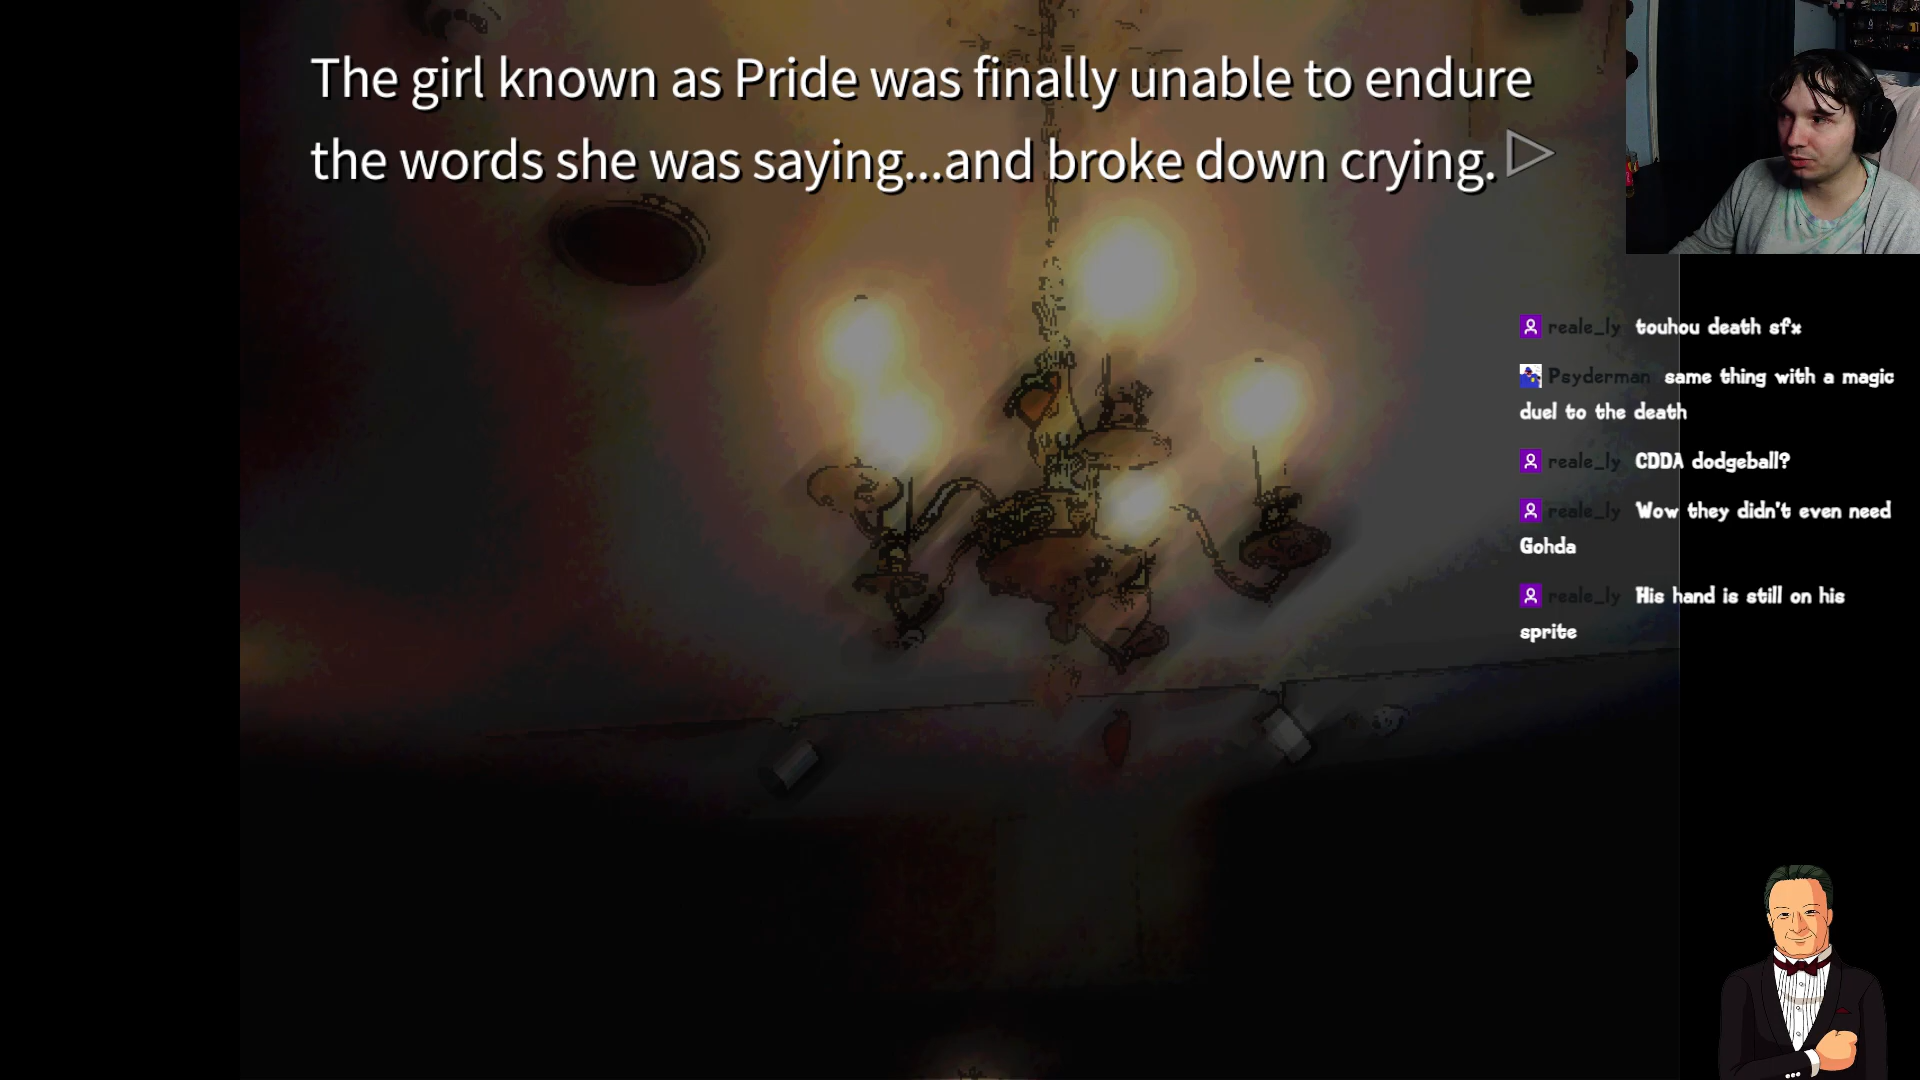 The girl known as Pride was finally unable to endure
the words she was saying...and broke down crying.
reale_ly touhou death sfx
Psyderman same thing with a magic
duel to the death
reale_ly CDDA dodgeball?
reale_ly Wow they didn't even need
Gohda
reale_ly His hand is still on his
sprite